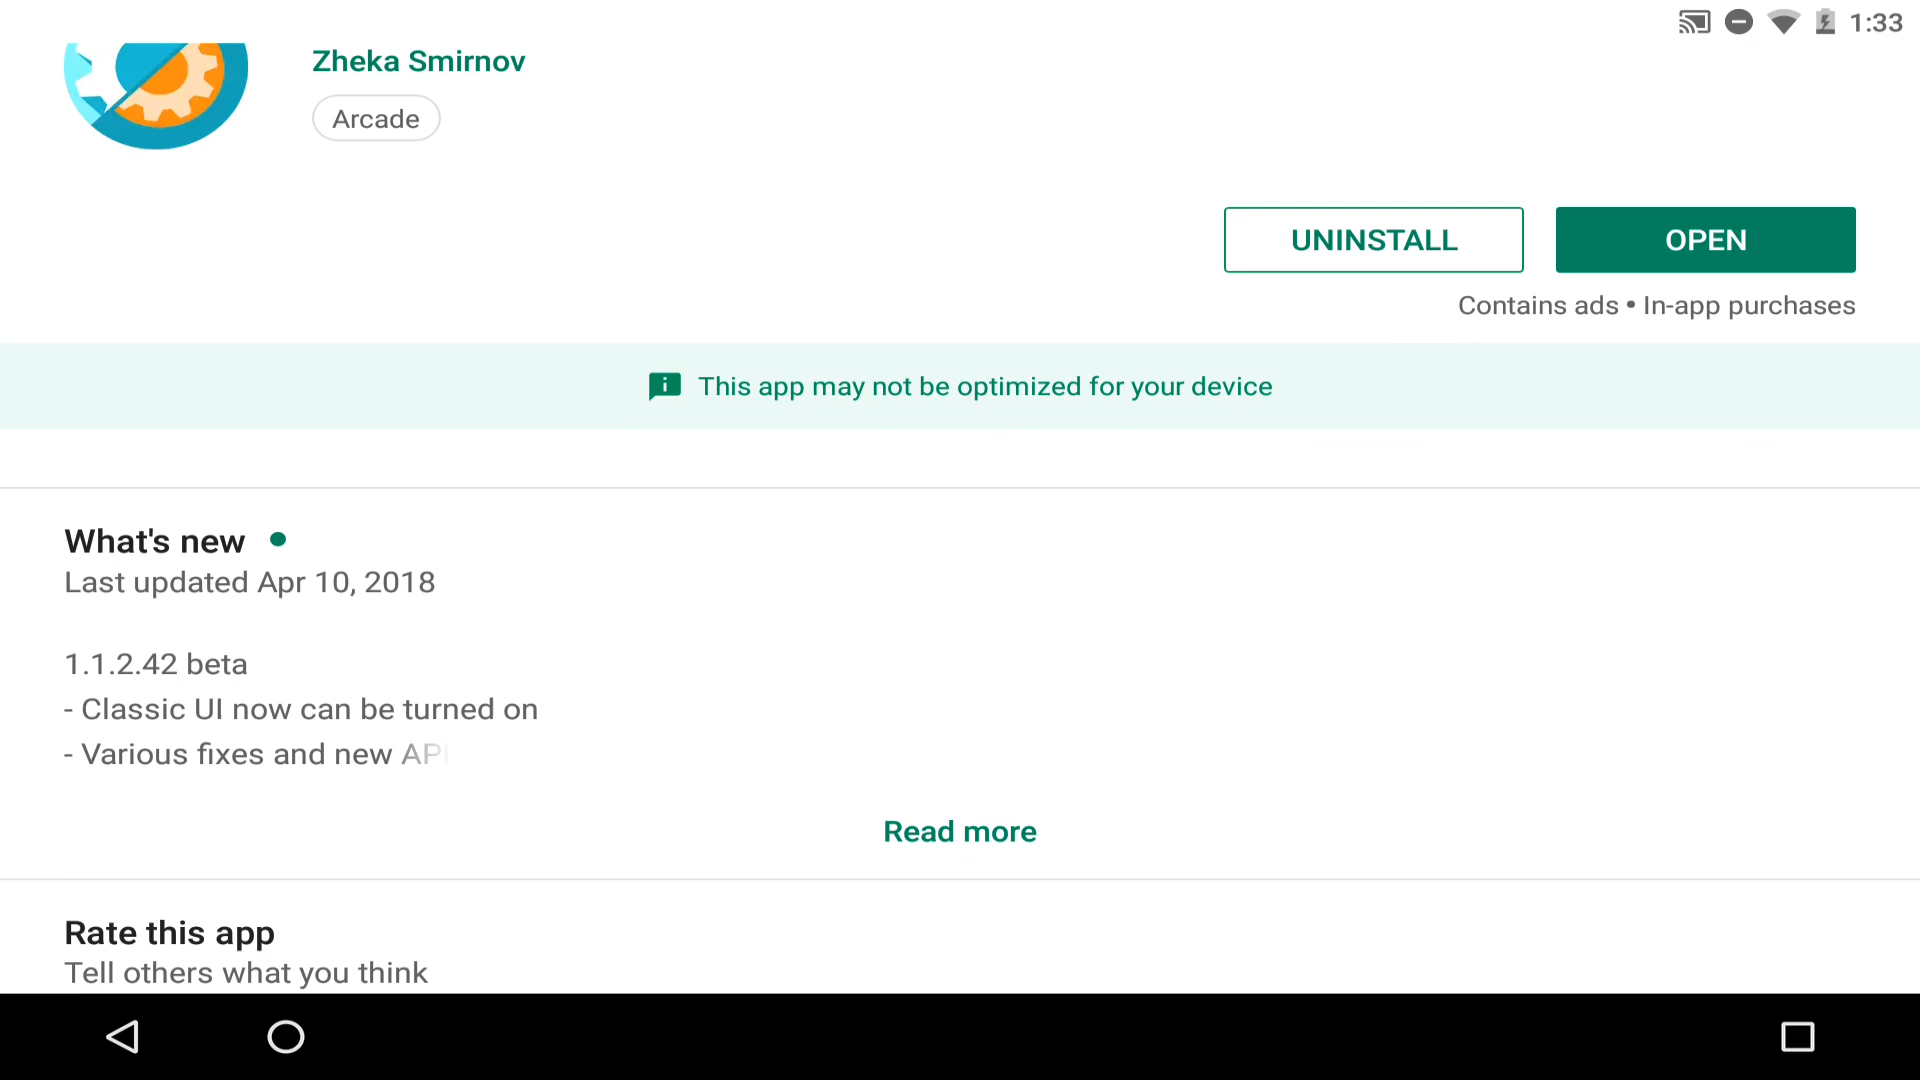 1:33
Zheka Smirnov
Arcade
UNINSTALL
OPEN
Contains ads • In-app purchases
This app may not be optimized for your device
What's new
Last updated Apr 10, 2018
1.1.2.42 beta
- Classic UI now can be turned on
- Various fixes and new API
Read more
Rate this app
Tell others what you think